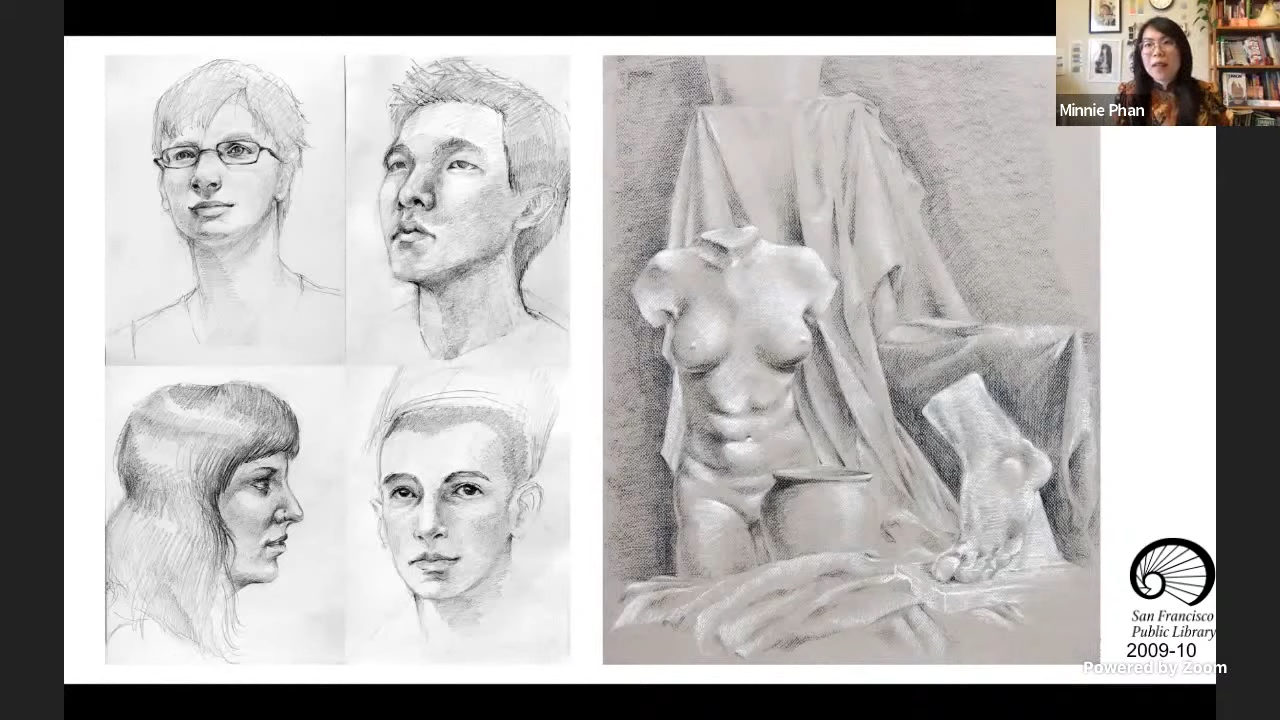 Minnie Phan
San Francisco
Public Library
2009-10
Powered by Zoom